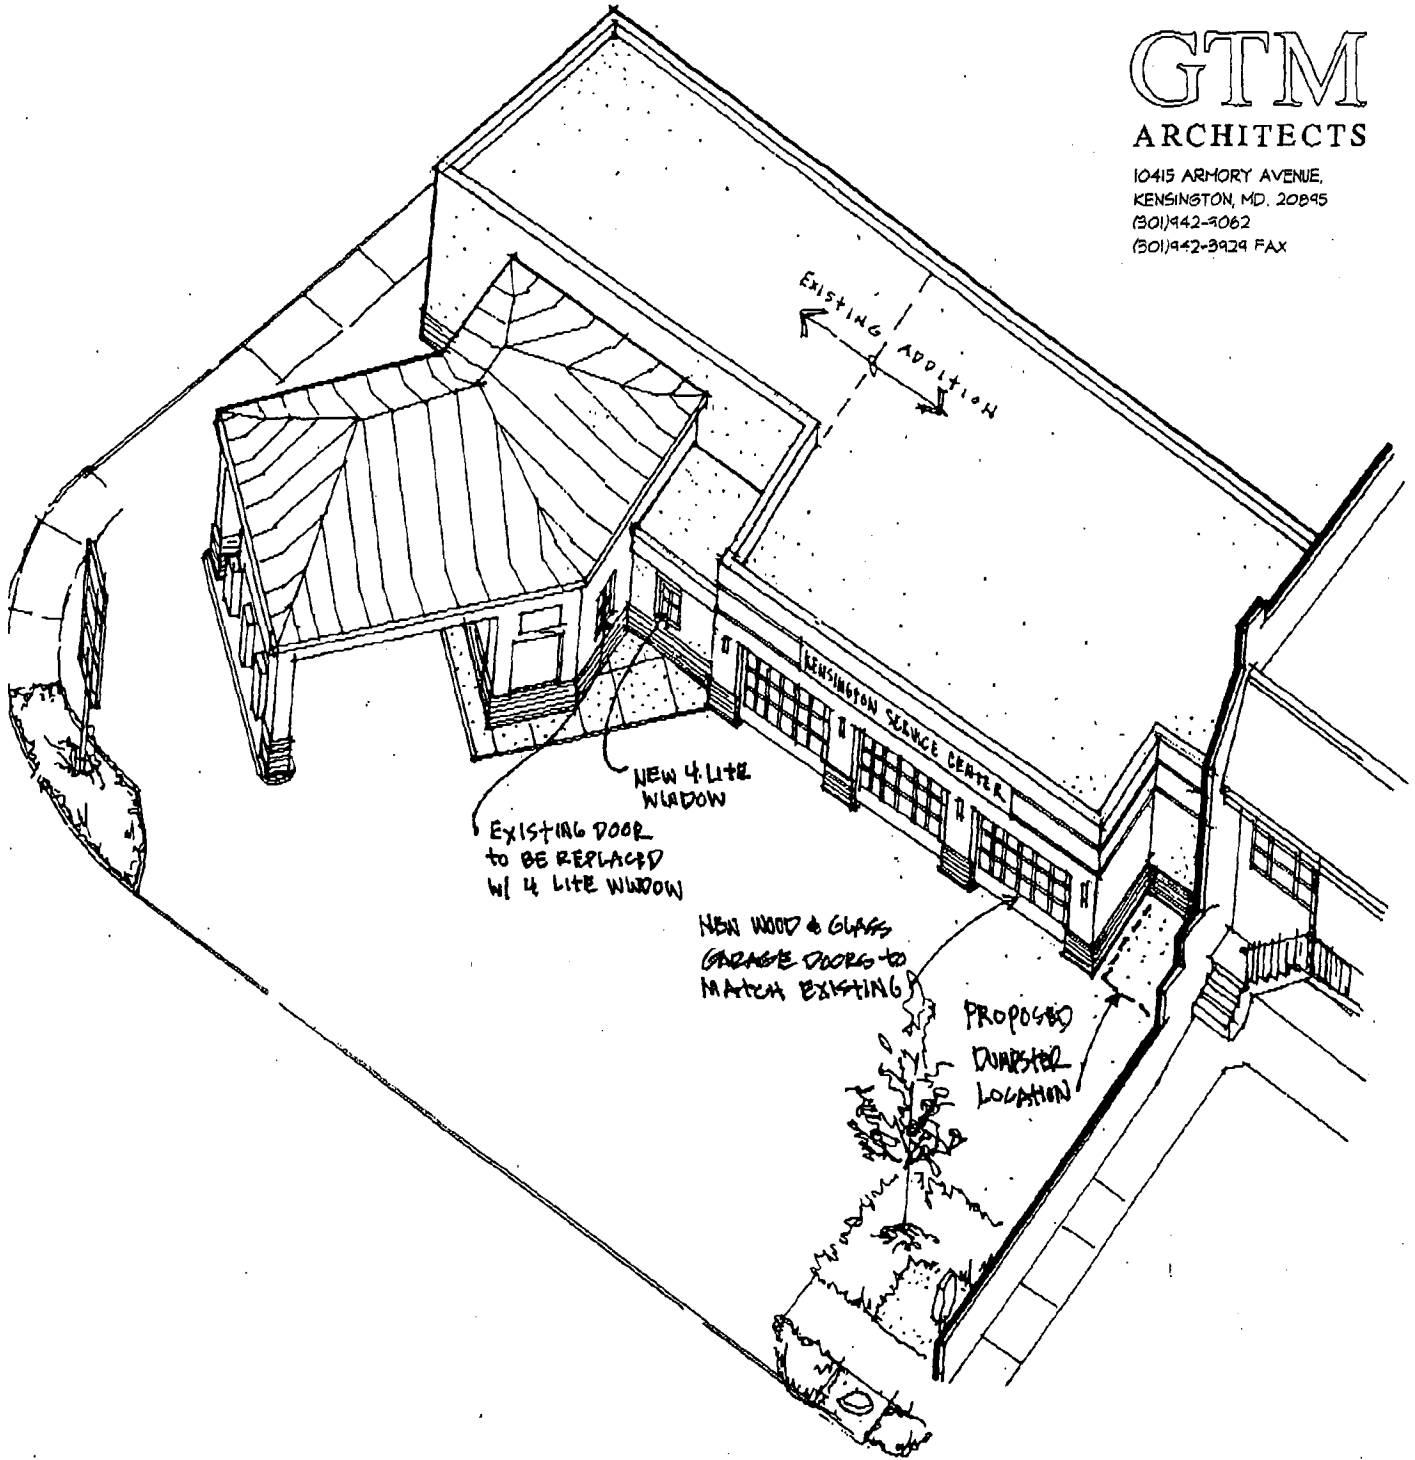 GTM
ARCHITECTS
10415 ARMORY AVENUE,
KENSINGTON, MD. 20895
(301)942-9062
(301)942-3929 FAX
EXISTING ADDITION
KENSINGTON SERVICE CENTER
NEW 4 LITE
WINDOW
EXISTING DOOR
to BE REPLACED
W/ 4 LITE WINDOW
NEW WOOD & GLASS
GARAGE DOORS to
MATCH EXISTING
PROPOSED
DUMPSTER
LOCATION